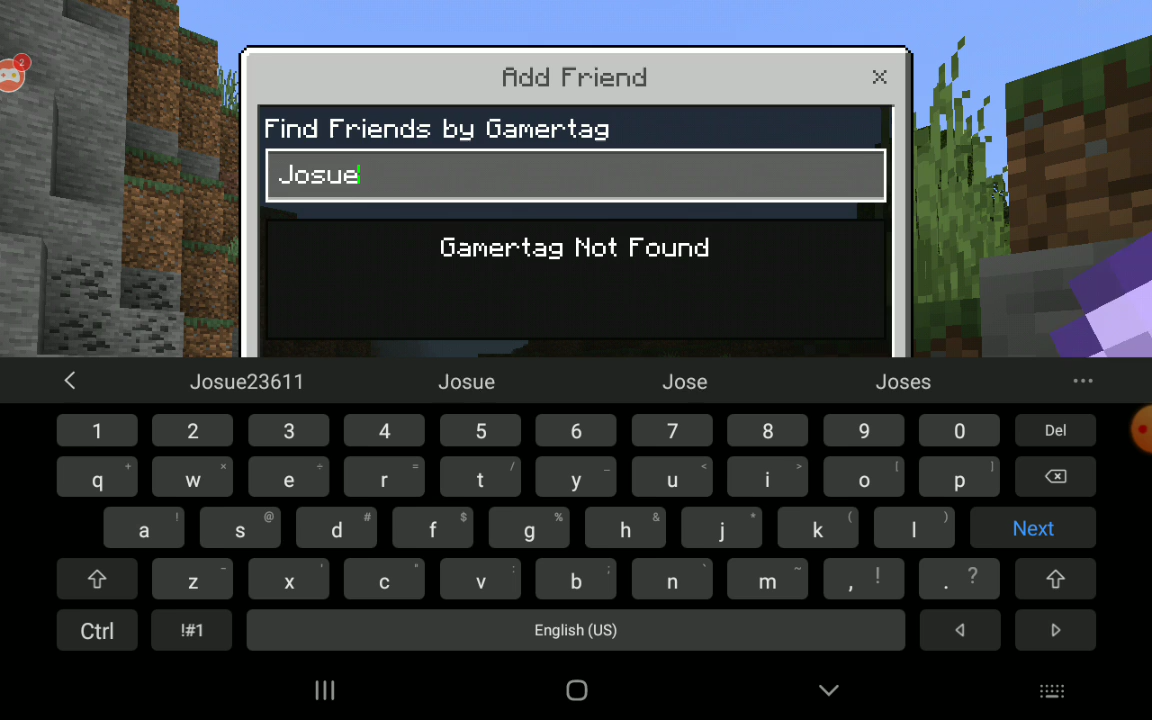 2
Add Friend
Find Friends by Gamertag
Josue
Gamertag Not Found
Josue23611 Josue Jose Joses ...
1 2 3 4 5 6 7 8 9 0 Del
q + w × e ÷ r = t / y _ u < i > o [ p ]
a ! s @ d # f $ g % h & j * k ( l ) Next
z - x ' c " v : b ; n ` m ~ , ! . ?
Ctrl !#1 English (US)